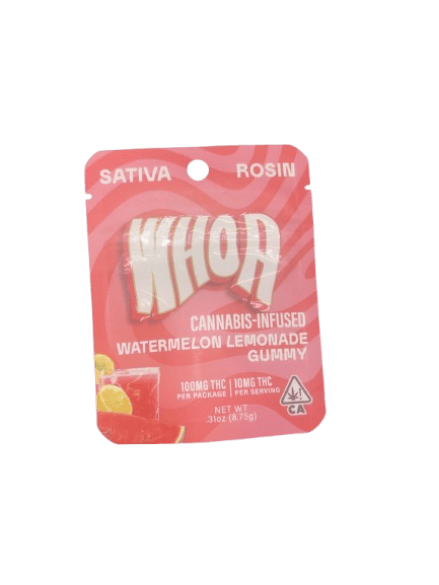 SATIVA ROSIN
WHOA
CANNABIS-INFUSED
WATERMELON LEMONADE
GUMMY
100MG THC | 10MG THC
PER PACKAGE | PER SERVING
CA
NET WT
.31oz (8.75g)